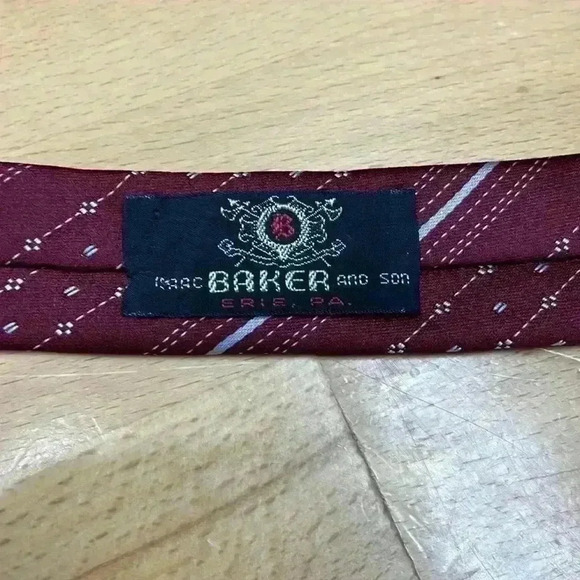 B
ISAAC BAKER AND SON
ERIE, PA.